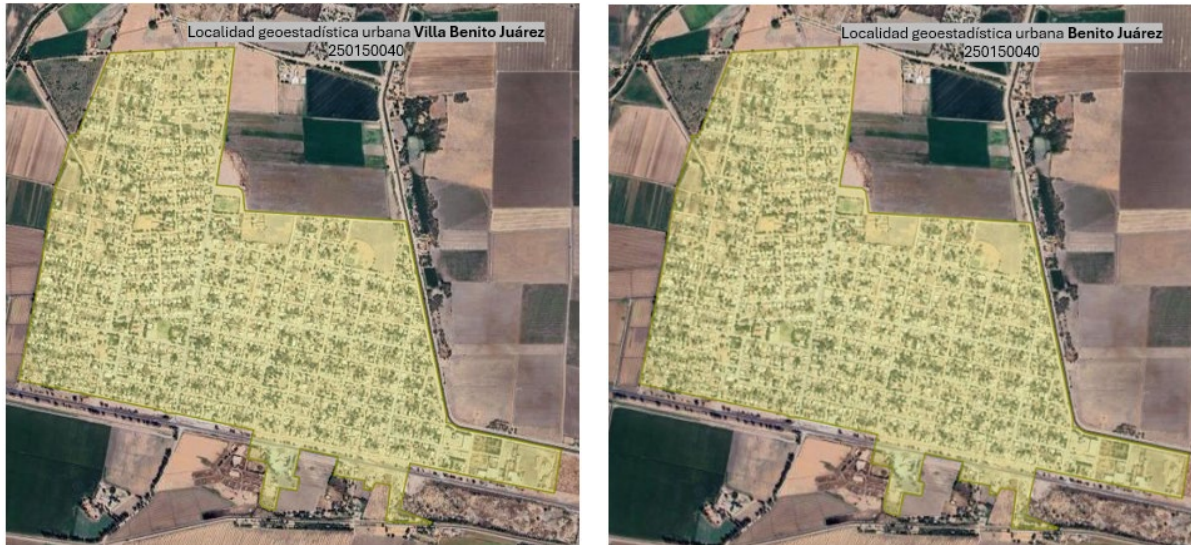 Localidad geoestadística urbana Villa Benito Juárez
250150040
Localidad geoestadística urbana Benito Juárez
250150040